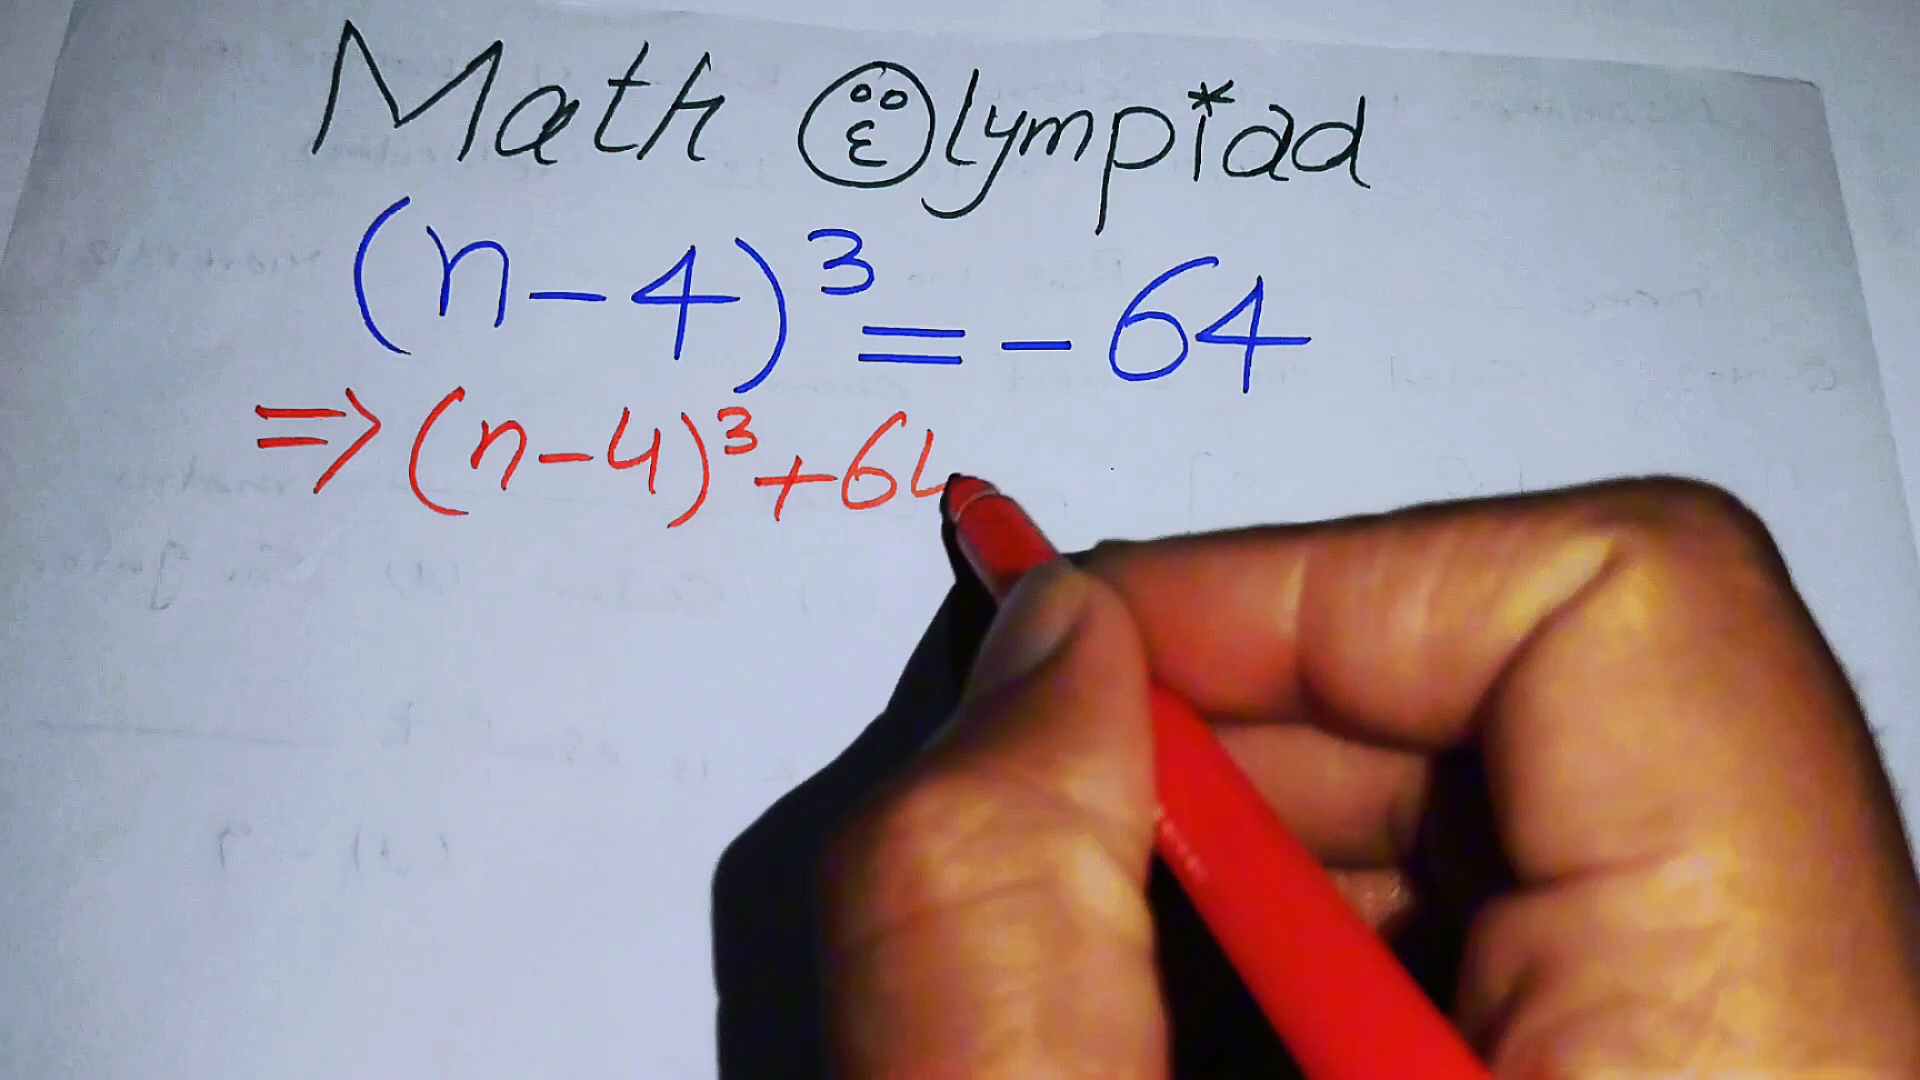 Math Olympiad
(n-4)³ = -64
⇒ (n-4)³+64